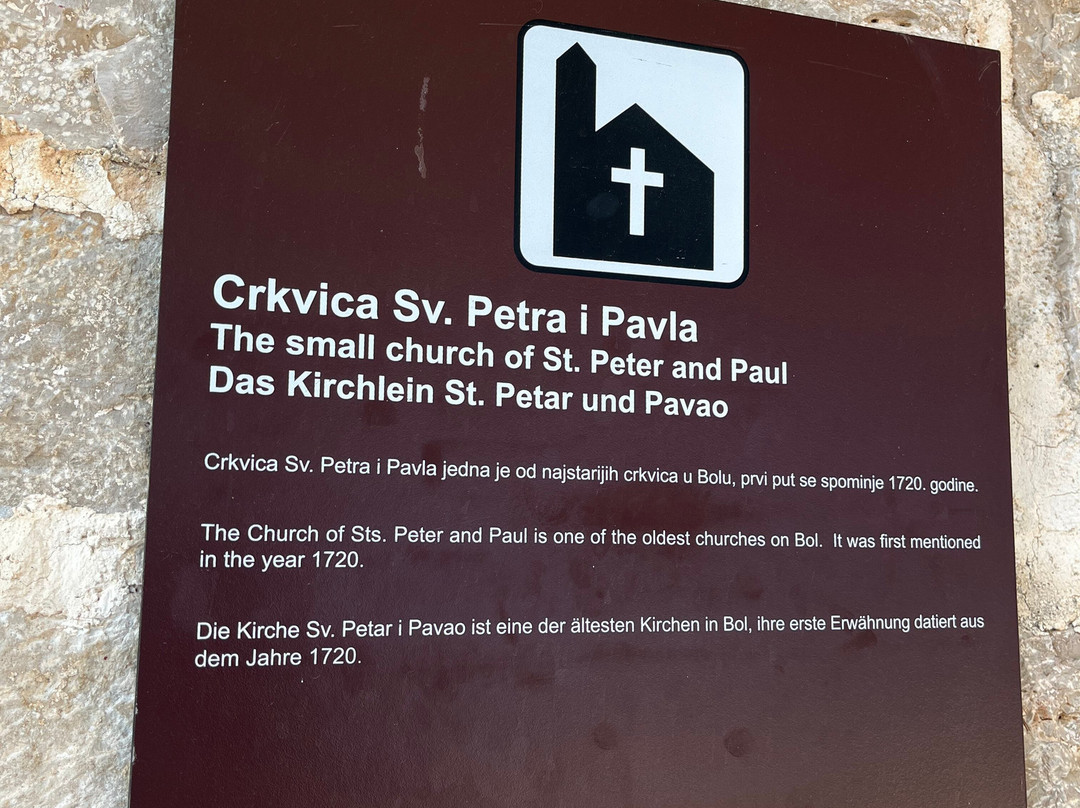 Crkvica Sv. Petra i Pavla
The small church of St. Peter and Paul
Das Kirchlein St. Petar und Pavao
Crkvica Sv. Petra i Pavla jedna je od najstarijih crkvica u Bolu, prvi put se spominje 1720. godine.
The Church of Sts. Peter and Paul is one of the oldest churches on Bol. It was first mentioned
in the year 1720.
Die Kirche Sv. Petar i Pavao ist eine der ältesten Kirchen in Bol, ihre erste Erwähnung datiert aus
dem Jahre 1720.